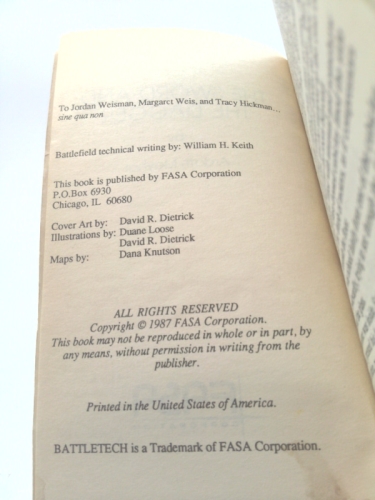 To Jordan Weisman, Margaret Weis, and Tracy Hickman...
sine qua non.
Battlefield technical writing by: William H. Keith
This book is published by FASA Corporation
P.O.Box 6930
Chicago, IL 60680
Cover Art by: David R. Dietrick
Illustrations by: Duane Loose
David R. Dietrick
Maps by: Dana Knutson
ALL RIGHTS RESERVED
Copyright © 1987 FASA Corporation.
This book may not be reproduced in whole or in part, by
any means, without permission in writing from the
publisher.
Printed in the United States of America.
BATTLETECH is a Trademark of FASA Corporation.